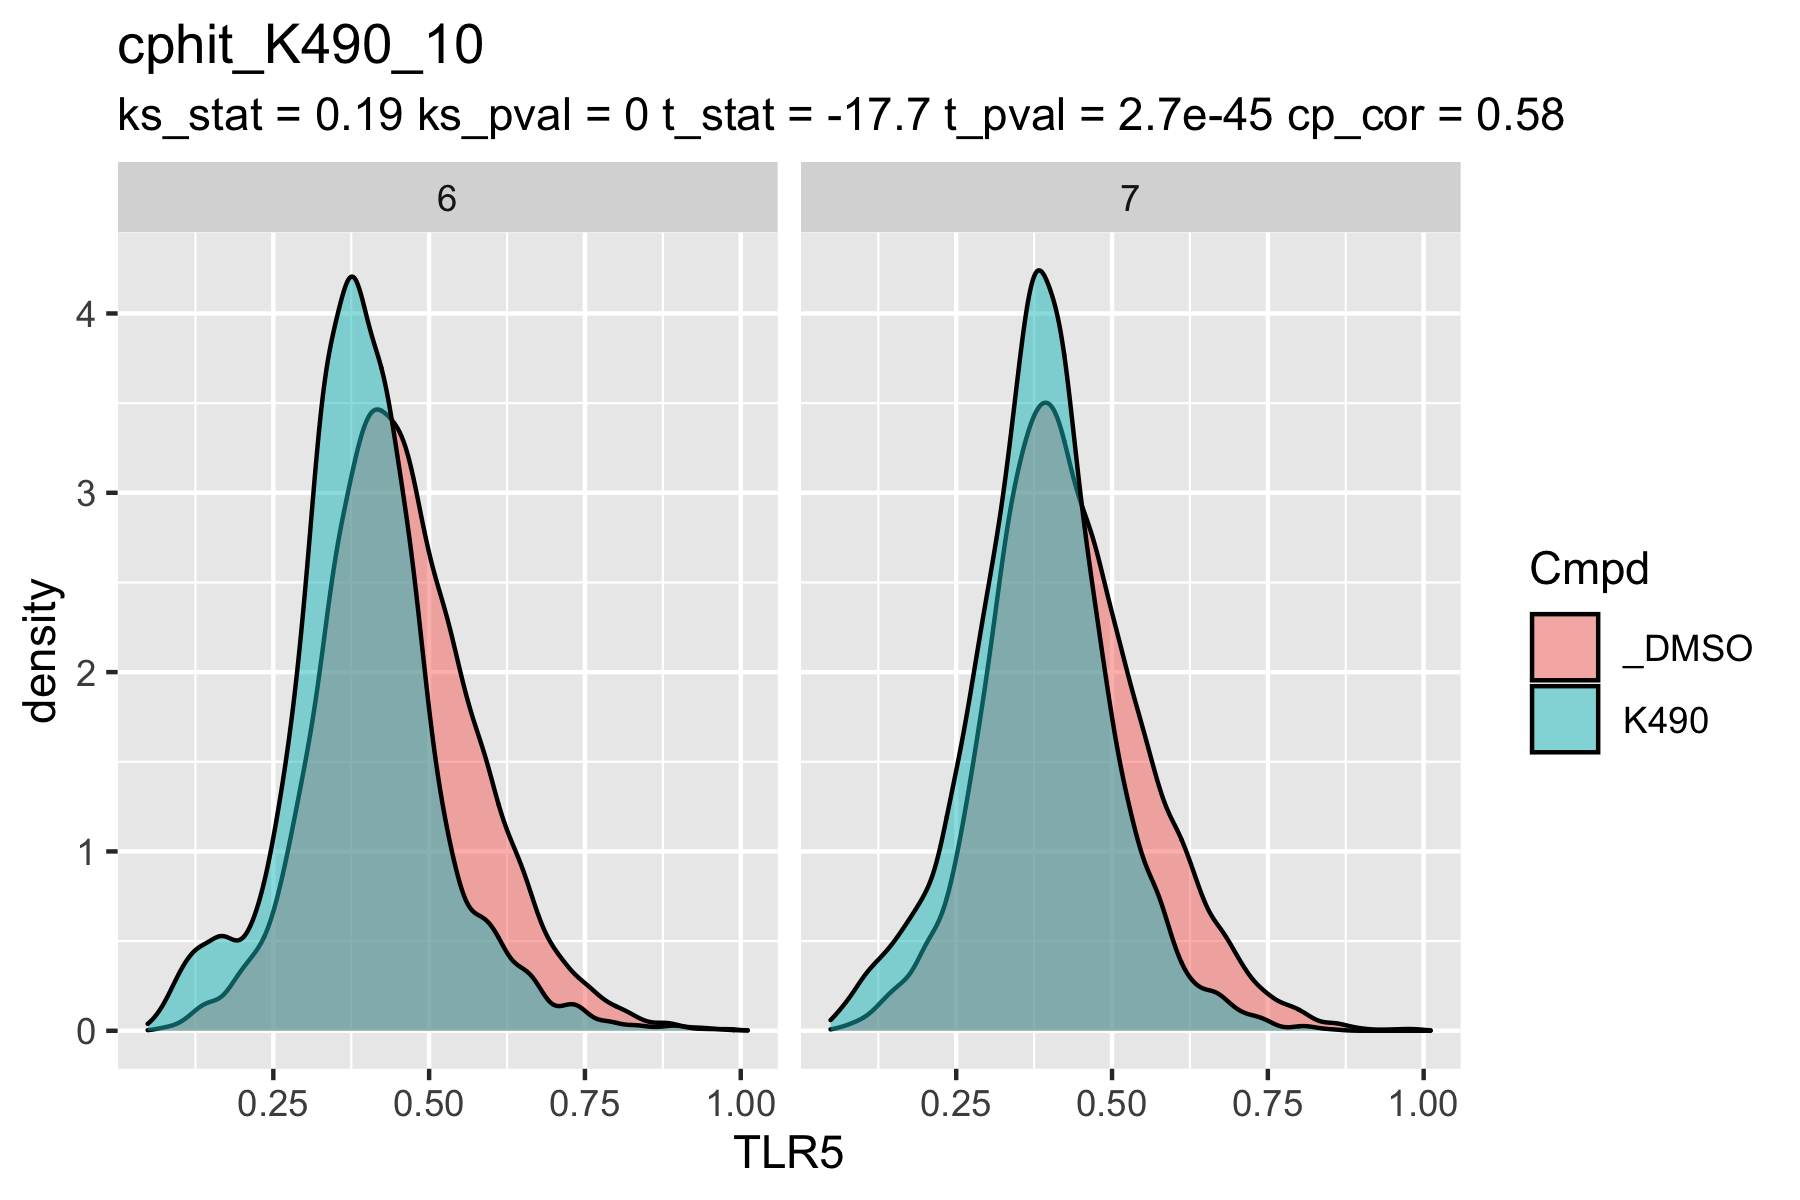 cphit_K490_10
ks_stat = 0.19 ks_pval = 0 t_stat = -17.7 t_pval = 2.7e-45 cp_cor = 0.58
6 7
4
3
2
1
0
density
0.25 0.50 0.75 1.00 0.25 0.50 0.75 1.00
TLR5
Cmpd
_DMSO
K490